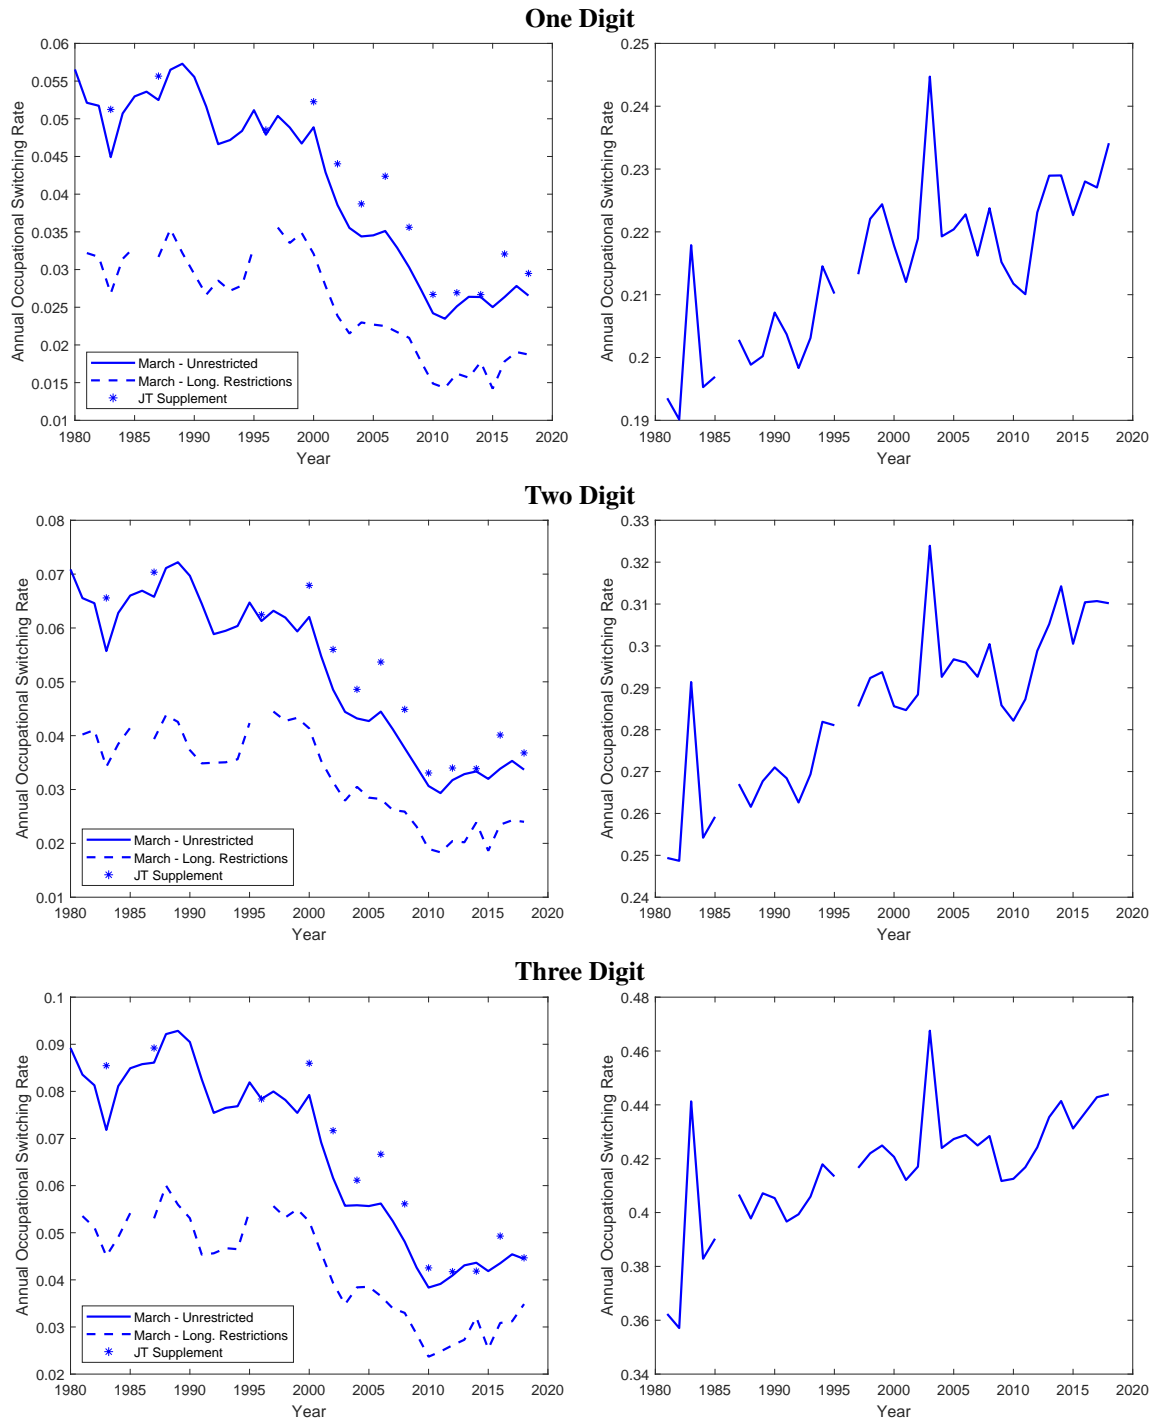 One Digit
Annual Occupational Switching Rate
0.06
0.055
0.05
0.045
0.04
0.035
0.03
0.025
0.02
0.015
0.01
March - Unrestricted
March - Long. Restrictions
JT Supplement
1980 1985 1990 1995 2000 2005 2010 2015 2020
Year
Annual Occupational Switching Rate
0.25
0.24
0.23
0.22
0.21
0.2
0.19
1980 1985 1990 1995 2000 2005 2010 2015 2020
Year
Two Digit
Annual Occupational Switching Rate
0.08
0.07
0.06
0.05
0.04
0.03
0.02
0.01
March - Unrestricted
March - Long. Restrictions
JT Supplement
1980 1985 1990 1995 2000 2005 2010 2015 2020
Year
Annual Occupational Switching Rate
0.33
0.32
0.31
0.3
0.29
0.28
0.27
0.26
0.25
0.24
1980 1985 1990 1995 2000 2005 2010 2015 2020
Year
Three Digit
Annual Occupational Switching Rate
0.1
0.09
0.08
0.07
0.06
0.05
0.04
0.03
0.02
March - Unrestricted
March - Long. Restrictions
JT Supplement
1980 1985 1990 1995 2000 2005 2010 2015 2020
Year
Annual Occupational Switching Rate
0.48
0.46
0.44
0.42
0.4
0.38
0.36
0.34
1980 1985 1990 1995 2000 2005 2010 2015 2020
Year